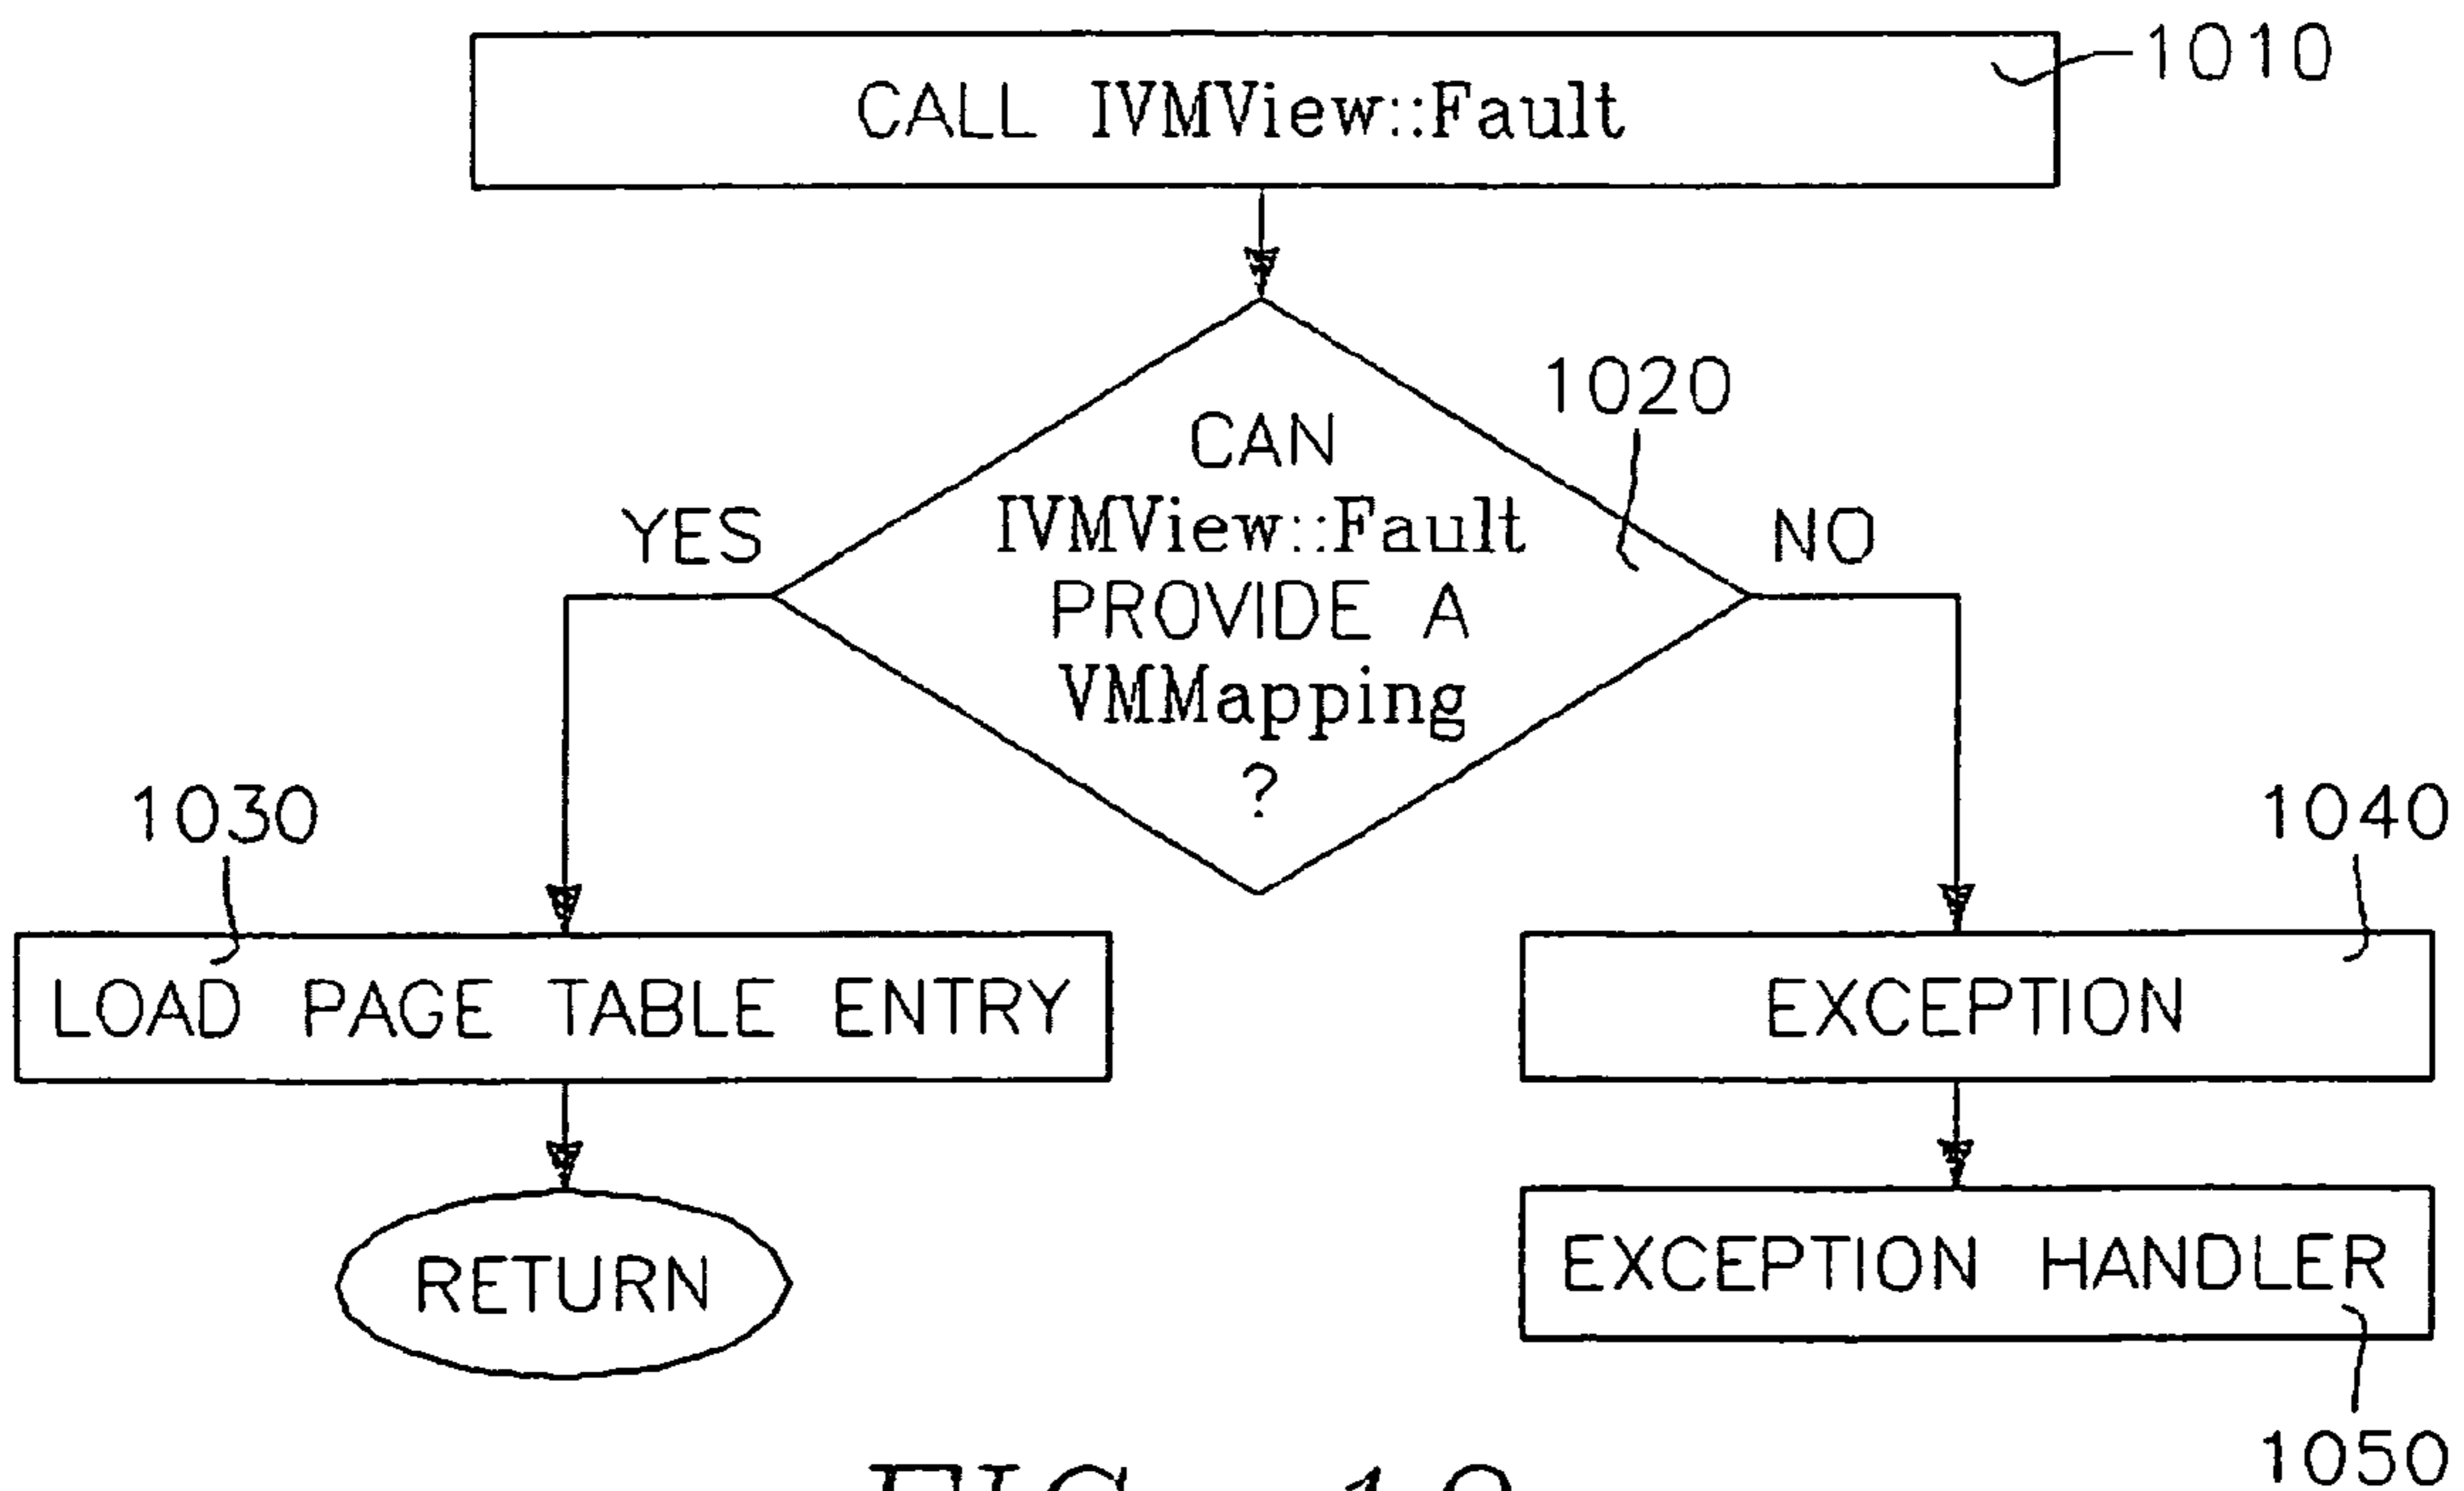 1010
CALL IVMView::Fault
1020
CAN
IVMView::Fault
PROVIDE A
VMMapping
?
YES
NO
1030
1040
LOAD PAGE TABLE ENTRY
EXCEPTION
RETURN
EXCEPTION HANDLER
1050
FIG.